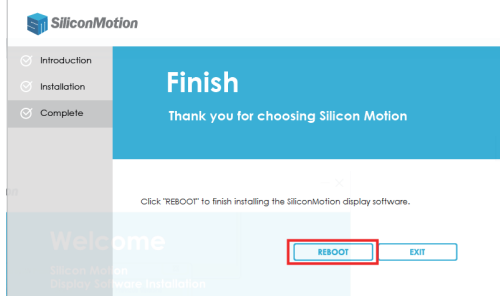 SiliconMotion
Introduction
Installation
Complete
Finish
Thank you for choosing Silicon Motion
Click "REBOOT" to finish installing the SiliconMotion display software.
Welcome
Silicon Motion
Display Software Installation
REBOOT
EXIT